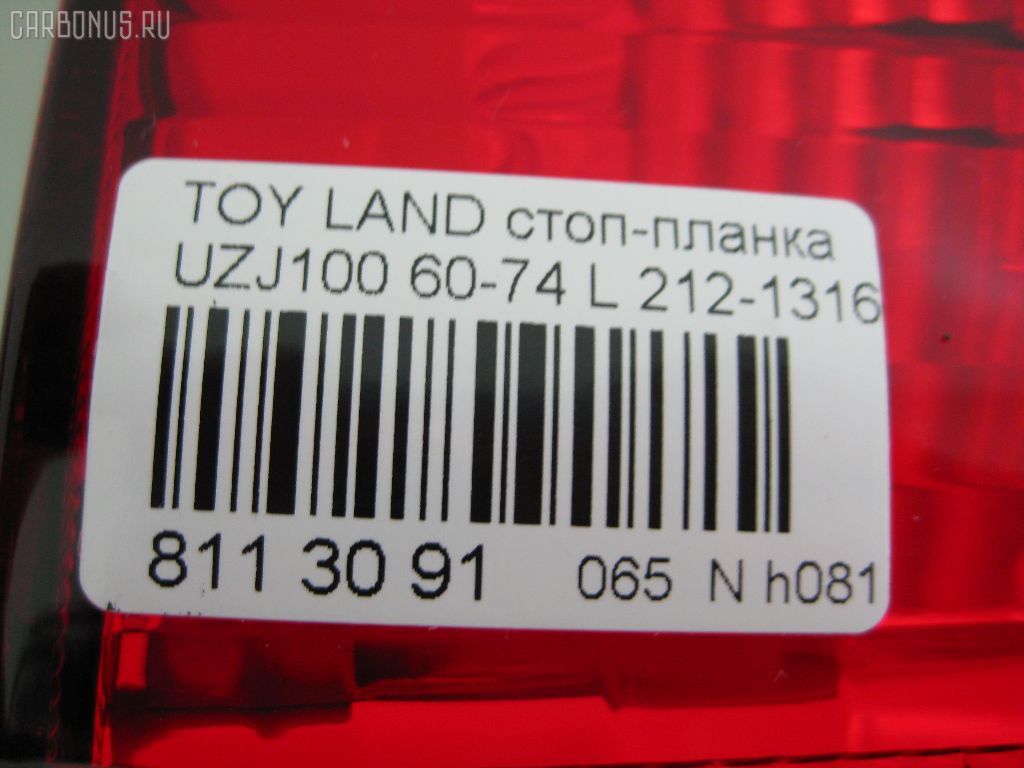 CARBONUS.RU
TOY LAND стоп-планка
UZJ100 60-74 L 212-1316
811 30 91 065 N h081